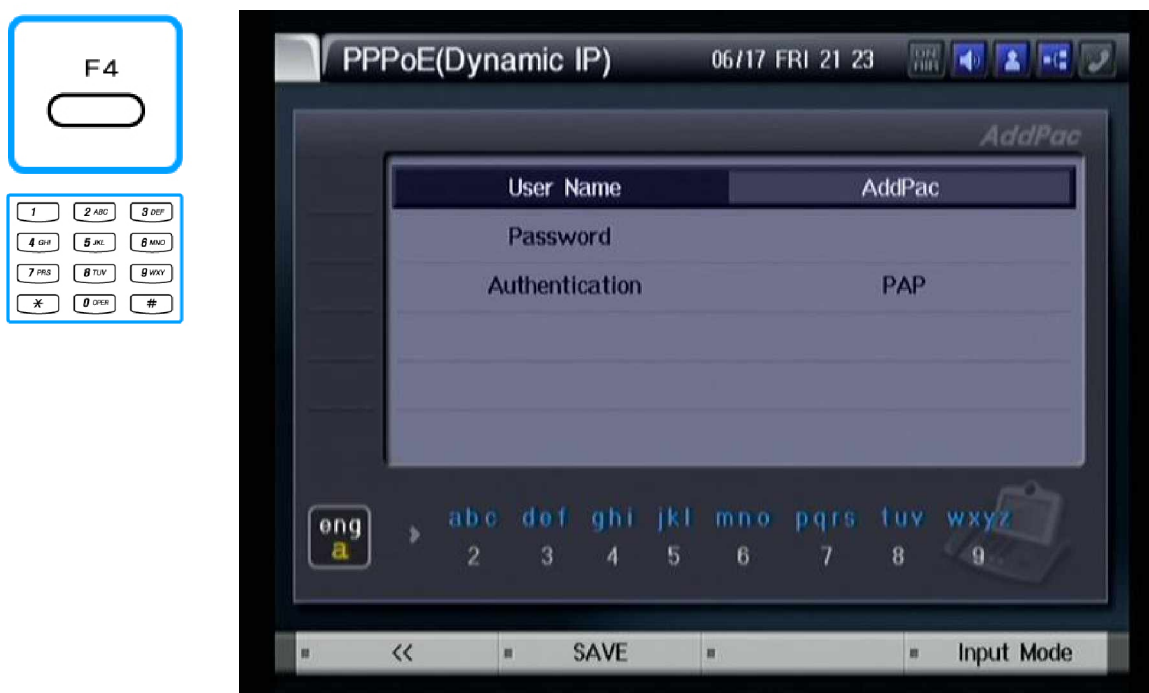 F4
1
2 ABC
3 DEF
4 GHI
5 JKL
6 MNO
7 PRS
8 TUV
9 WXY
*
0 OPER
#
PPPoE(Dynamic IP)
06/17 FRI 21 23
ON AIR
AddPac
User Name AddPac
Password
Authentication PAP
eng
a
abc def ghi jkl mno pqrs tuv wxyz
2 3 4 5 6 7 8 9
<< SAVE Input Mode